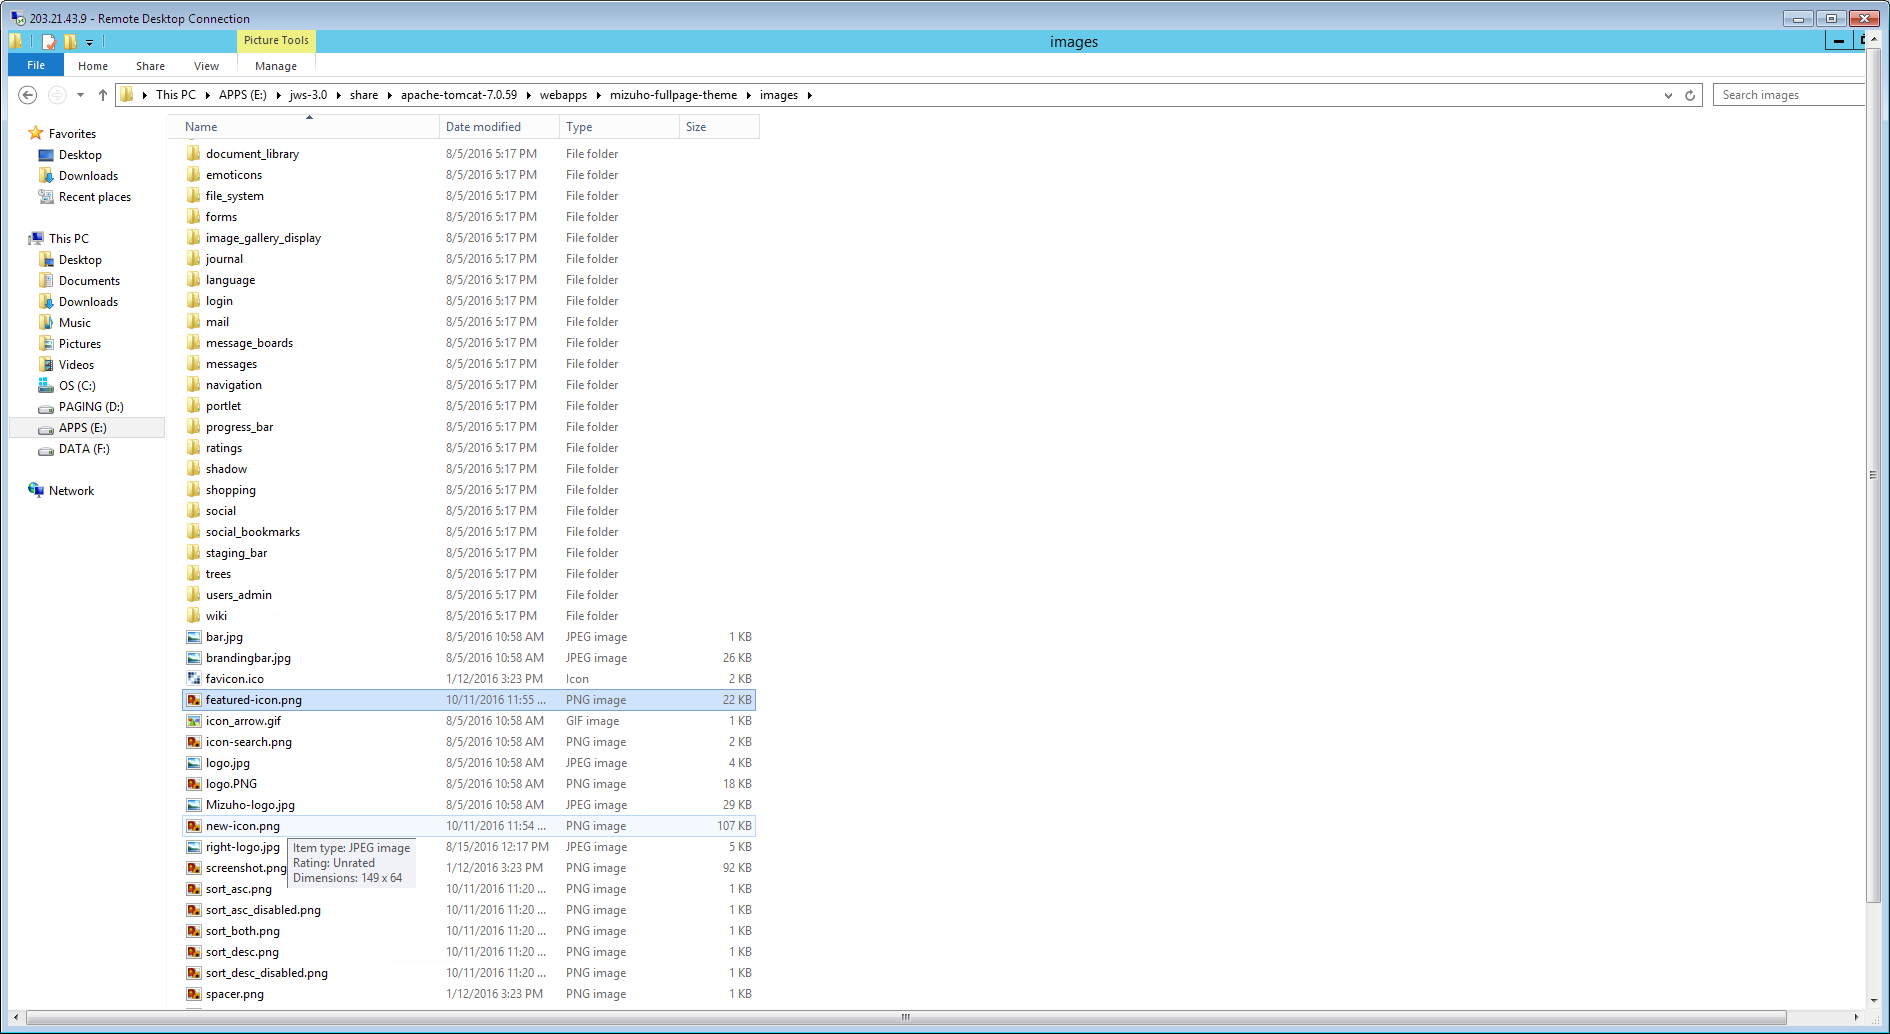 203.21.43.9 - Remote Desktop Connection
Picture Tools
images
File Home Share View Manage
This PC APPS (E:) jws-3.0 share apache-tomcat-7.0.59 webapps mizuho-fullpage-theme images
Search images
Favorites
Desktop
Downloads
Recent places
This PC
Desktop
Documents
Downloads
Music
Pictures
Videos
OS (C:)
PAGING (D:)
APPS (E:)
DATA (F:)
Network
Name Date modified Type Size
document_library 8/5/2016 5:17 PM File folder
emoticons 8/5/2016 5:17 PM File folder
file_system 8/5/2016 5:17 PM File folder
forms 8/5/2016 5:17 PM File folder
image_gallery_display 8/5/2016 5:17 PM File folder
journal 8/5/2016 5:17 PM File folder
language 8/5/2016 5:17 PM File folder
login 8/5/2016 5:17 PM File folder
mail 8/5/2016 5:17 PM File folder
message_boards 8/5/2016 5:17 PM File folder
messages 8/5/2016 5:17 PM File folder
navigation 8/5/2016 5:17 PM File folder
portlet 8/5/2016 5:17 PM File folder
progress_bar 8/5/2016 5:17 PM File folder
ratings 8/5/2016 5:17 PM File folder
shadow 8/5/2016 5:17 PM File folder
shopping 8/5/2016 5:17 PM File folder
social 8/5/2016 5:17 PM File folder
social_bookmarks 8/5/2016 5:17 PM File folder
staging_bar 8/5/2016 5:17 PM File folder
trees 8/5/2016 5:17 PM File folder
users_admin 8/5/2016 5:17 PM File folder
wiki 8/5/2016 5:17 PM File folder
bar.jpg 8/5/2016 10:58 AM JPEG image 1 KB
brandingbar.jpg 8/5/2016 10:58 AM JPEG image 26 KB
favicon.ico 1/12/2016 3:23 PM Icon 2 KB
featured-icon.png 10/11/2016 11:55 ... PNG image 22 KB
icon_arrow.gif 8/5/2016 10:58 AM GIF image 1 KB
icon-search.png 8/5/2016 10:58 AM PNG image 2 KB
logo.jpg 8/5/2016 10:58 AM JPEG image 4 KB
logo.PNG 8/5/2016 10:58 AM PNG image 18 KB
Mizuho-logo.jpg 8/5/2016 10:58 AM JPEG image 29 KB
new-icon.png 10/11/2016 11:54 ... PNG image 107 KB
right-logo.jpg 8/15/2016 12:17 PM JPEG image 5 KB
screenshot.png 1/12/2016 3:23 PM PNG image 92 KB
Item type: JPEG image
Rating: Unrated
Dimensions: 149 x 64
sort_asc.png 10/11/2016 11:20 ... PNG image 1 KB
sort_asc_disabled.png 10/11/2016 11:20 ... PNG image 1 KB
sort_both.png 10/11/2016 11:20 ... PNG image 1 KB
sort_desc.png 10/11/2016 11:20 ... PNG image 1 KB
sort_desc_disabled.png 10/11/2016 11:20 ... PNG image 1 KB
spacer.png 1/12/2016 3:23 PM PNG image 1 KB